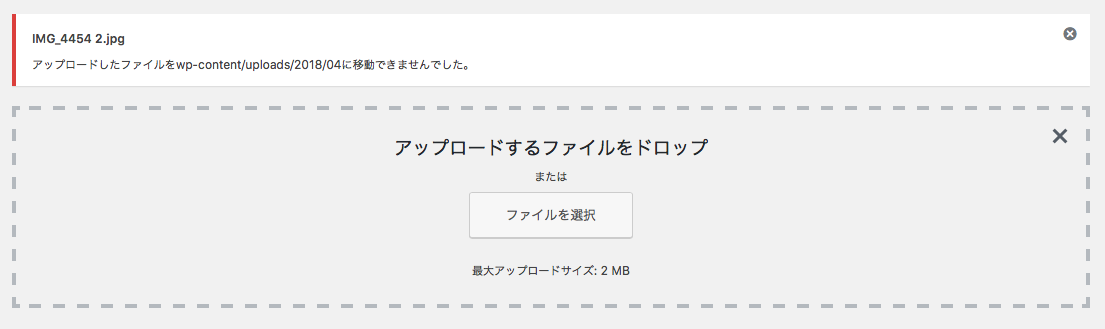 IMG_4454 2.jpg
アップロードしたファイルをwp-content/uploads/2018/04に移動できませんでした。
アップロードするファイルをドロップ
または
ファイルを選択
最大アップロードサイズ: 2 MB